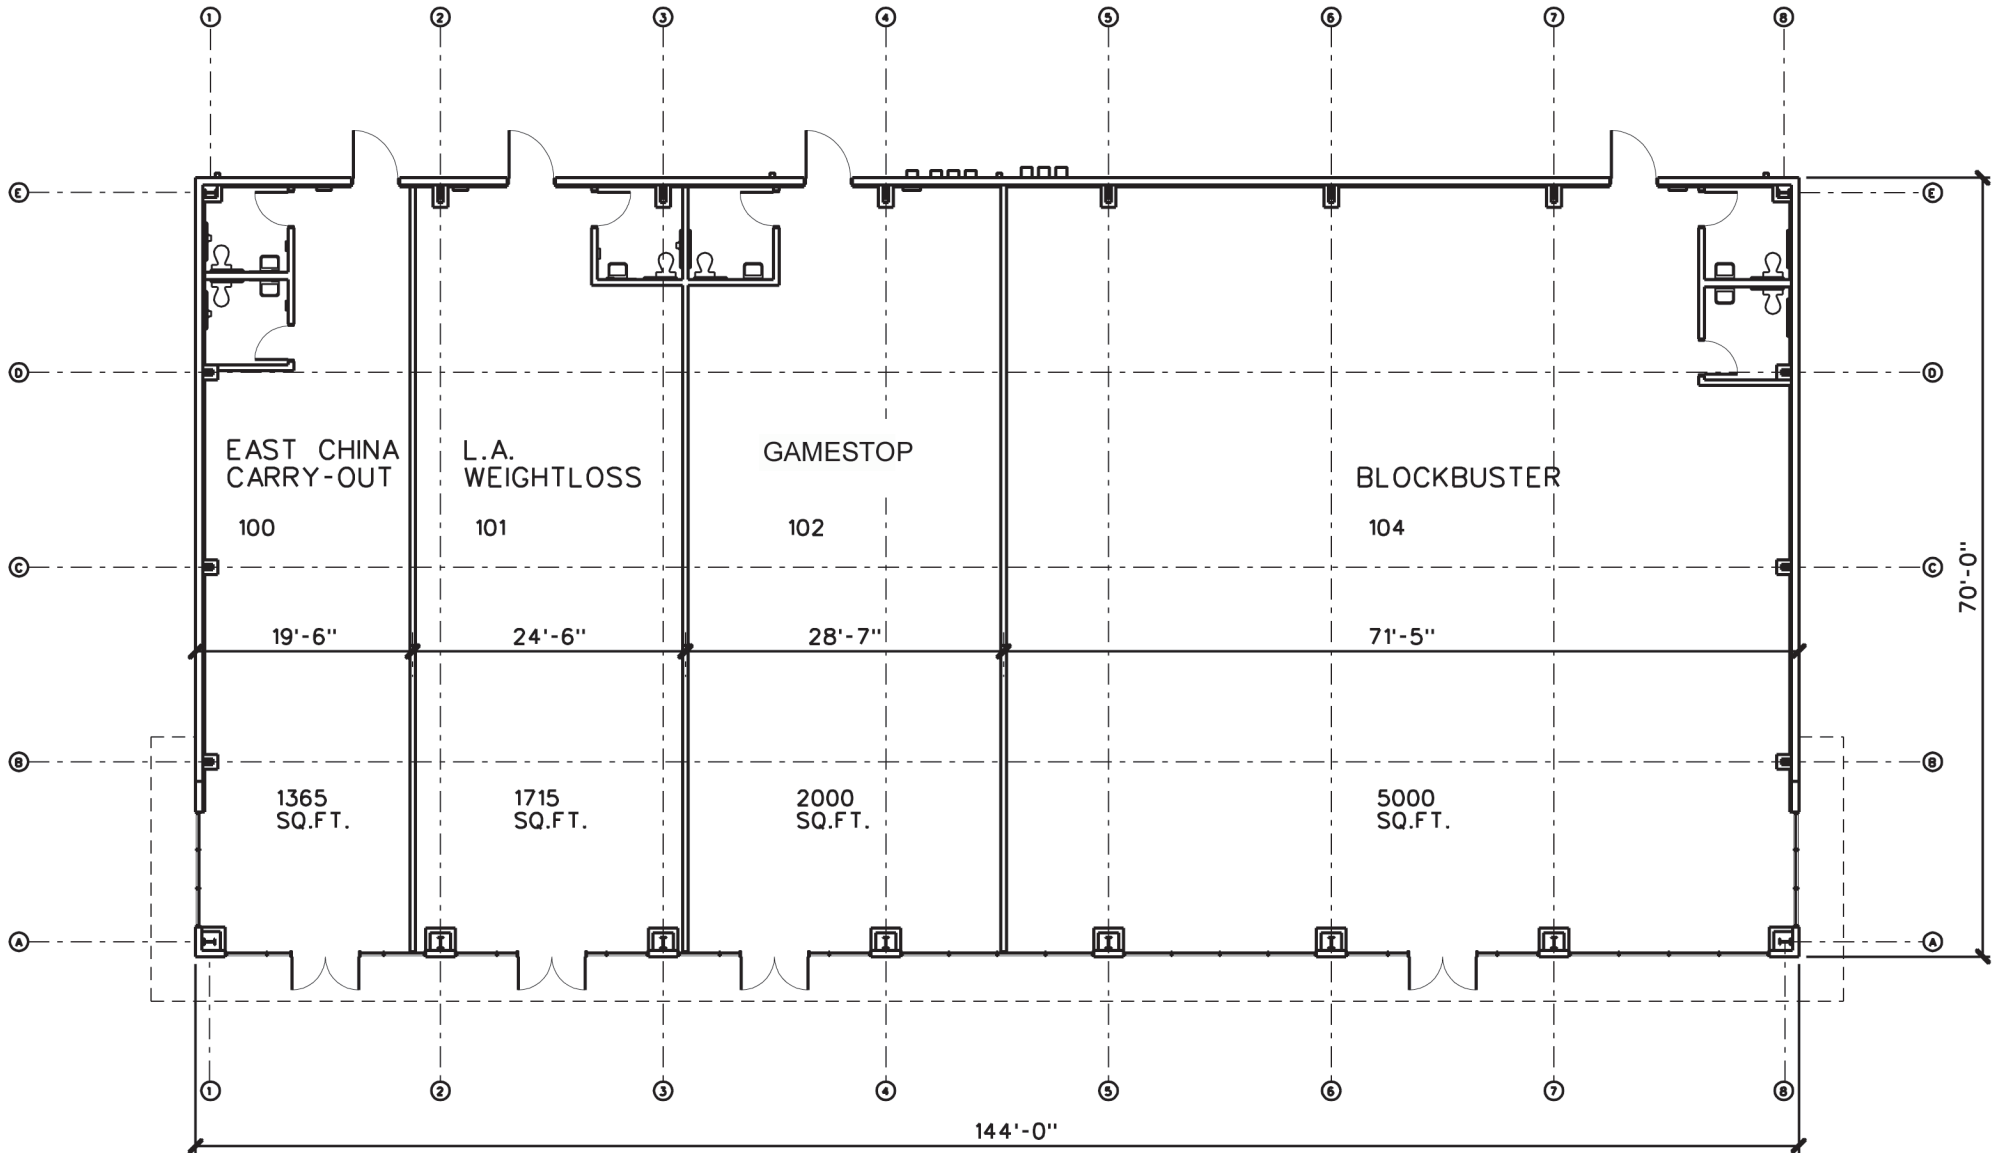 1 2 3 4 5 6 7 8
E E
D D
EAST CHINA
CARRY-OUT
100
L.A.
WEIGHTLOSS
101
GAMESTOP
102
BLOCKBUSTER
104
C C
70'-0"
19'-6" 24'-6" 28'-7" 71'-5"
B B
1365
SQ.FT.
1715
SQ.FT.
2000
SQ.FT.
5000
SQ.FT.
A A
1 2 3 4 5 6 7 8
144'-0"